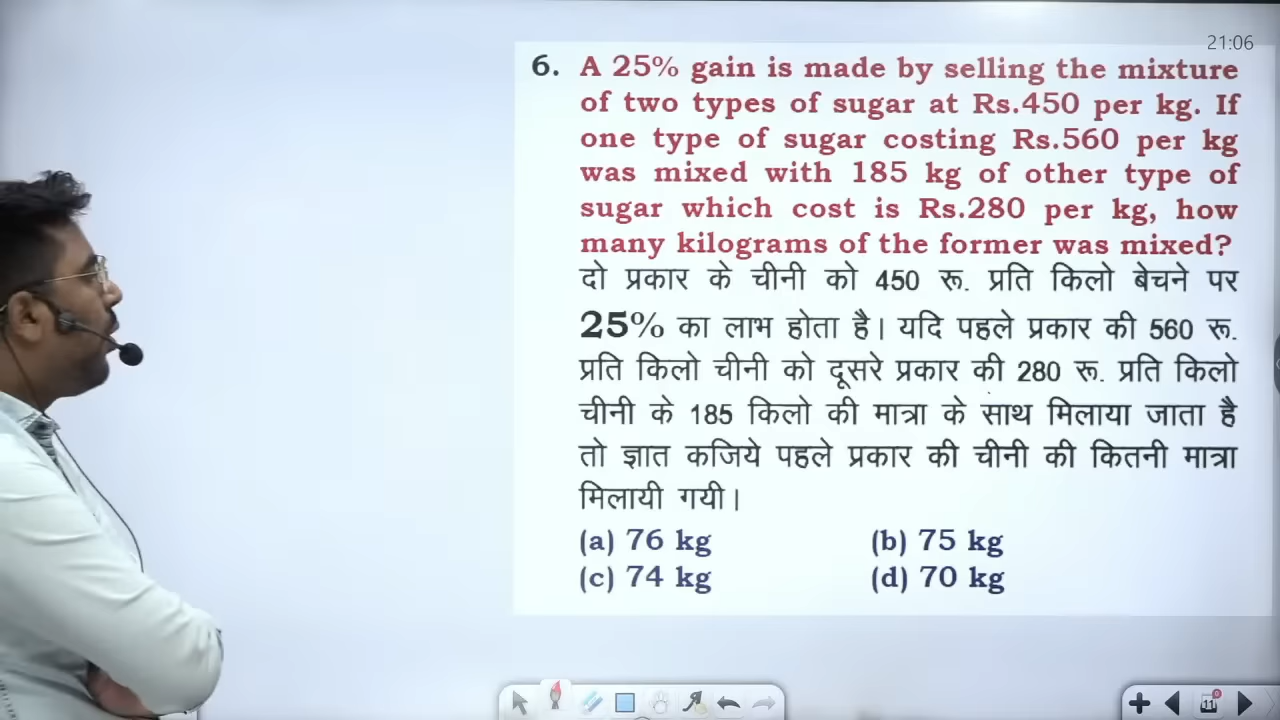 21:06
6. A 25% gain is made by selling the mixture
of two types of sugar at Rs.450 per kg. If
one type of sugar costing Rs.560 per kg
was mixed with 185 kg of other type of
sugar which cost is Rs.280 per kg, how
many kilograms of the former was mixed?
दो प्रकार के चीनी को 450 रू. प्रति किलो बेचने पर
25% का लाभ होता है। यदि पहले प्रकार की 560 रू.
प्रति किलो चीनी को दूसरे प्रकार की 280 रू. प्रति किलो
चीनी के 185 किलो की मात्रा के साथ मिलाया जाता है
तो ज्ञात कजिये पहले प्रकार की चीनी की कितनी मात्रा
मिलायी गयी।
(a) 76 kg (b) 75 kg
(c) 74 kg (d) 70 kg
11